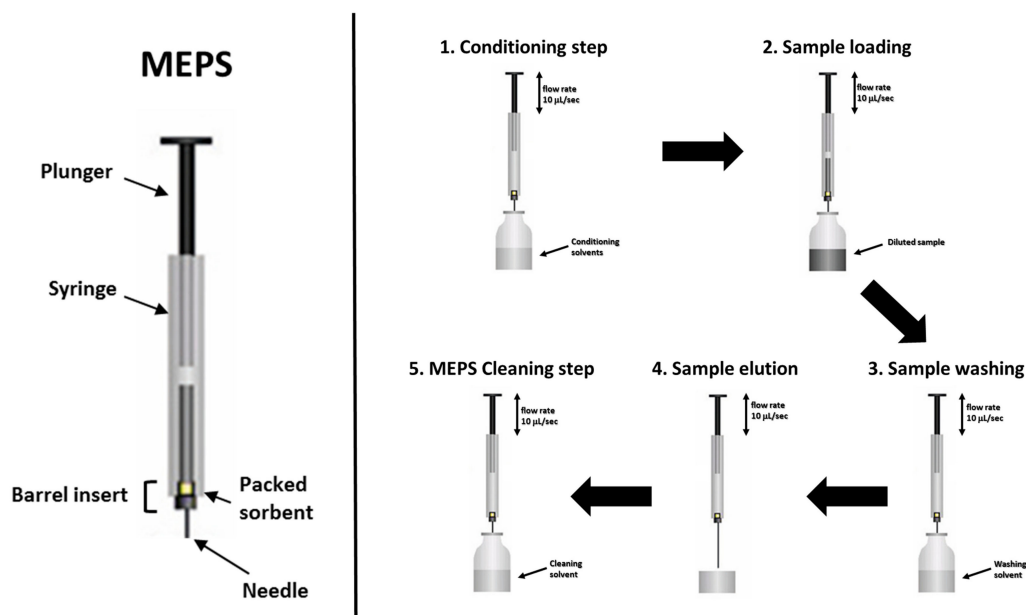 MEPS
Plunger
Syringe
Barrel insert
Packed
sorbent
Needle
1. Conditioning step
flow rate
10 µL/sec
Conditioning
solvents
2. Sample loading
flow rate
10 µL/sec
Diluted sample
3. Sample washing
flow rate
10 µL/sec
Washing
solvent
4. Sample elution
flow rate
10 µL/sec
5. MEPS Cleaning step
flow rate
10 µL/sec
Cleaning
solvent